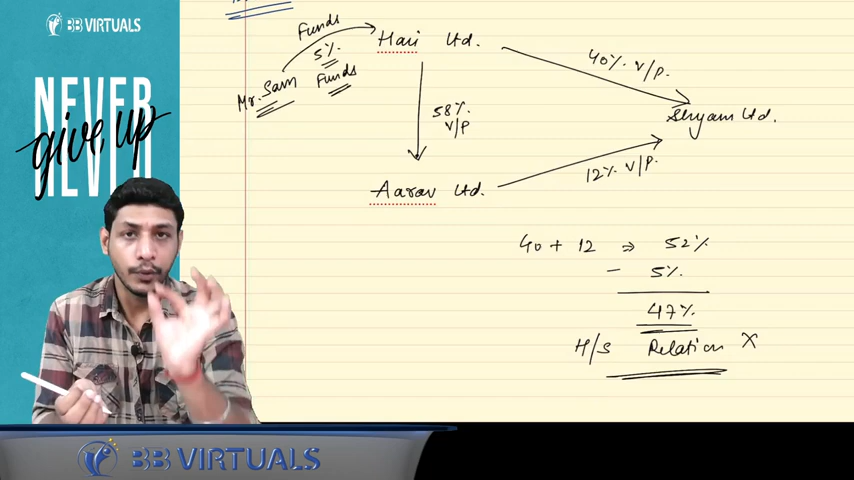 BB VIRTUALS
NEVER
give up
NEVER
Funds
5%
Funds
Mr. Sam
Hari Ltd.
40% V/P.
Shyam Ltd.
58%
V/P
12% V/P.
Aarav Ltd.
40 + 12 ⇒ 52%
- 5%
47%
H/S Relation X
BB VIRTUALS